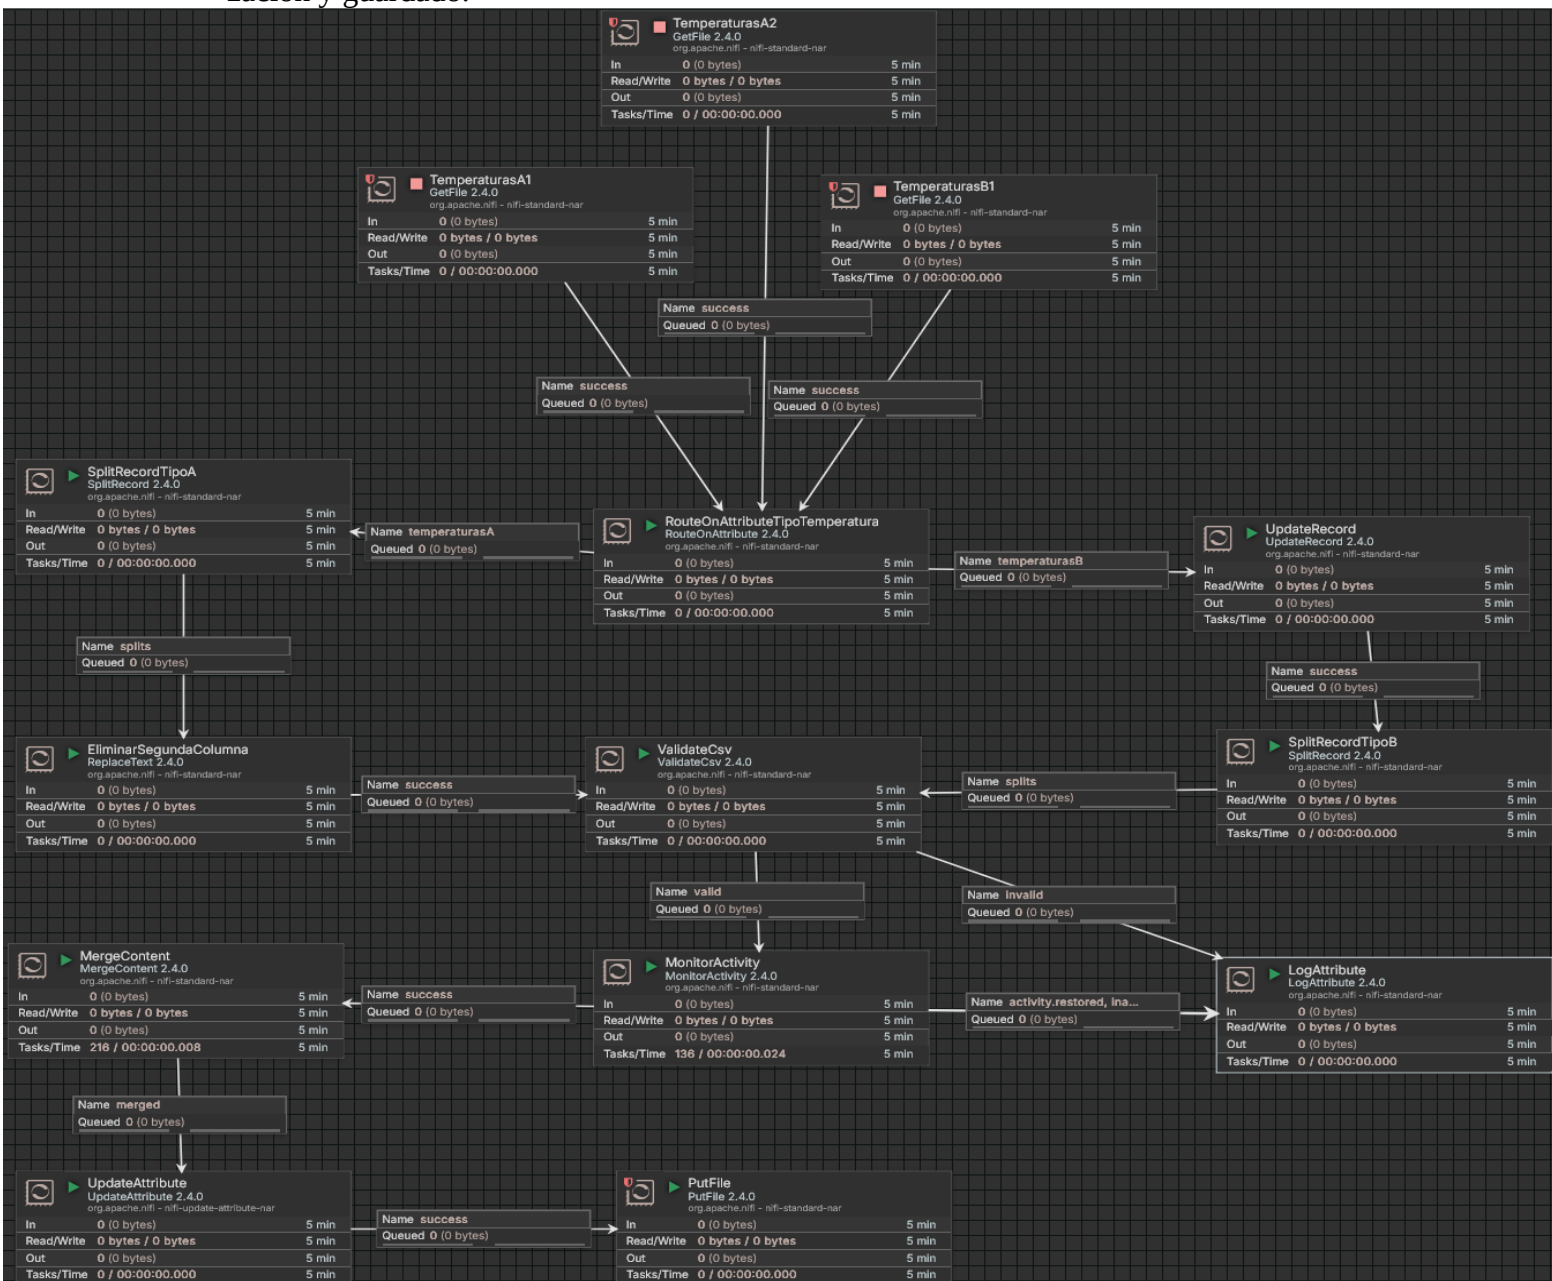 zación y guardado.
TemperaturasA2
GetFile 2.4.0
org.apache.nifi - nifi-standard-nar
In 0 (0 bytes) 5 min
Read/Write 0 bytes / 0 bytes 5 min
Out 0 (0 bytes) 5 min
Tasks/Time 0 / 00:00:00.000 5 min
TemperaturasA1
GetFile 2.4.0
org.apache.nifi - nifi-standard-nar
In 0 (0 bytes) 5 min
Read/Write 0 bytes / 0 bytes 5 min
Out 0 (0 bytes) 5 min
Tasks/Time 0 / 00:00:00.000 5 min
TemperaturasB1
GetFile 2.4.0
org.apache.nifi - nifi-standard-nar
In 0 (0 bytes) 5 min
Read/Write 0 bytes / 0 bytes 5 min
Out 0 (0 bytes) 5 min
Tasks/Time 0 / 00:00:00.000 5 min
Name success
Queued 0 (0 bytes)
Name success
Queued 0 (0 bytes)
Name success
Queued 0 (0 bytes)
SplitRecordTipoA
SplitRecord 2.4.0
org.apache.nifi - nifi-standard-nar
In 0 (0 bytes) 5 min
Read/Write 0 bytes / 0 bytes 5 min
Out 0 (0 bytes) 5 min
Tasks/Time 0 / 00:00:00.000 5 min
Name temperaturasA
Queued 0 (0 bytes)
RouteOnAttributeTipoTemperatura
RouteOnAttribute 2.4.0
org.apache.nifi - nifi-standard-nar
In 0 (0 bytes) 5 min
Read/Write 0 bytes / 0 bytes 5 min
Out 0 (0 bytes) 5 min
Tasks/Time 0 / 00:00:00.000 5 min
Name temperaturasB
Queued 0 (0 bytes)
UpdateRecord
UpdateRecord 2.4.0
org.apache.nifi - nifi-standard-nar
In 0 (0 bytes) 5 min
Read/Write 0 bytes / 0 bytes 5 min
Out 0 (0 bytes) 5 min
Tasks/Time 0 / 00:00:00.000 5 min
Name splits
Queued 0 (0 bytes)
Name success
Queued 0 (0 bytes)
EliminarSegundaColumna
ReplaceText 2.4.0
org.apache.nifi - nifi-standard-nar
In 0 (0 bytes) 5 min
Read/Write 0 bytes / 0 bytes 5 min
Out 0 (0 bytes) 5 min
Tasks/Time 0 / 00:00:00.000 5 min
Name success
Queued 0 (0 bytes)
ValidateCsv
ValidateCsv 2.4.0
org.apache.nifi - nifi-standard-nar
In 0 (0 bytes) 5 min
Read/Write 0 bytes / 0 bytes 5 min
Out 0 (0 bytes) 5 min
Tasks/Time 0 / 00:00:00.000 5 min
Name splits
Queued 0 (0 bytes)
SplitRecordTipoB
SplitRecord 2.4.0
org.apache.nifi - nifi-standard-nar
In 0 (0 bytes) 5 min
Read/Write 0 bytes / 0 bytes 5 min
Out 0 (0 bytes) 5 min
Tasks/Time 0 / 00:00:00.000 5 min
Name valid
Queued 0 (0 bytes)
Name invalid
Queued 0 (0 bytes)
MergeContent
MergeContent 2.4.0
org.apache.nifi - nifi-standard-nar
In 0 (0 bytes) 5 min
Read/Write 0 bytes / 0 bytes 5 min
Out 0 (0 bytes) 5 min
Tasks/Time 216 / 00:00:00.008 5 min
Name success
Queued 0 (0 bytes)
MonitorActivity
MonitorActivity 2.4.0
org.apache.nifi - nifi-standard-nar
In 0 (0 bytes) 5 min
Read/Write 0 bytes / 0 bytes 5 min
Out 0 (0 bytes) 5 min
Tasks/Time 136 / 00:00:00.024 5 min
Name activity.restored, ina...
Queued 0 (0 bytes)
LogAttribute
LogAttribute 2.4.0
org.apache.nifi - nifi-standard-nar
In 0 (0 bytes) 5 min
Read/Write 0 bytes / 0 bytes 5 min
Out 0 (0 bytes) 5 min
Tasks/Time 0 / 00:00:00.000 5 min
Name merged
Queued 0 (0 bytes)
UpdateAttribute
UpdateAttribute 2.4.0
org.apache.nifi - nifi-update-attribute-nar
In 0 (0 bytes) 5 min
Read/Write 0 bytes / 0 bytes 5 min
Out 0 (0 bytes) 5 min
Tasks/Time 0 / 00:00:00.000 5 min
Name success
Queued 0 (0 bytes)
PutFile
PutFile 2.4.0
org.apache.nifi - nifi-standard-nar
In 0 (0 bytes) 5 min
Read/Write 0 bytes / 0 bytes 5 min
Out 0 (0 bytes) 5 min
Tasks/Time 0 / 00:00:00.000 5 min